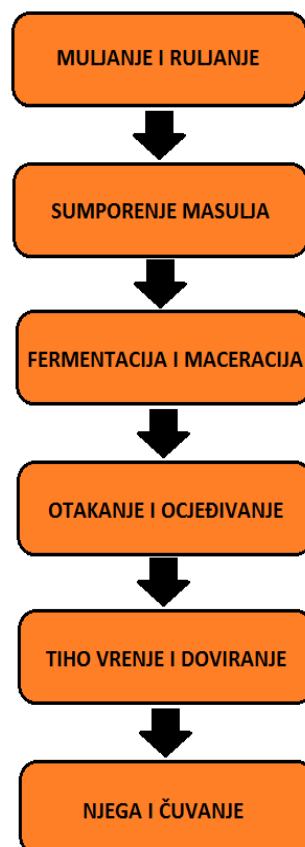 MULJANJE I RULJANJE
SUMPORENJE MASULJA
FERMENTACIJA I MACERACIJA
OTAKANJE I OCJEĐIVANJE
TIHO VRENJE I DOVIRANJE
NJEGA I ČUVANJE